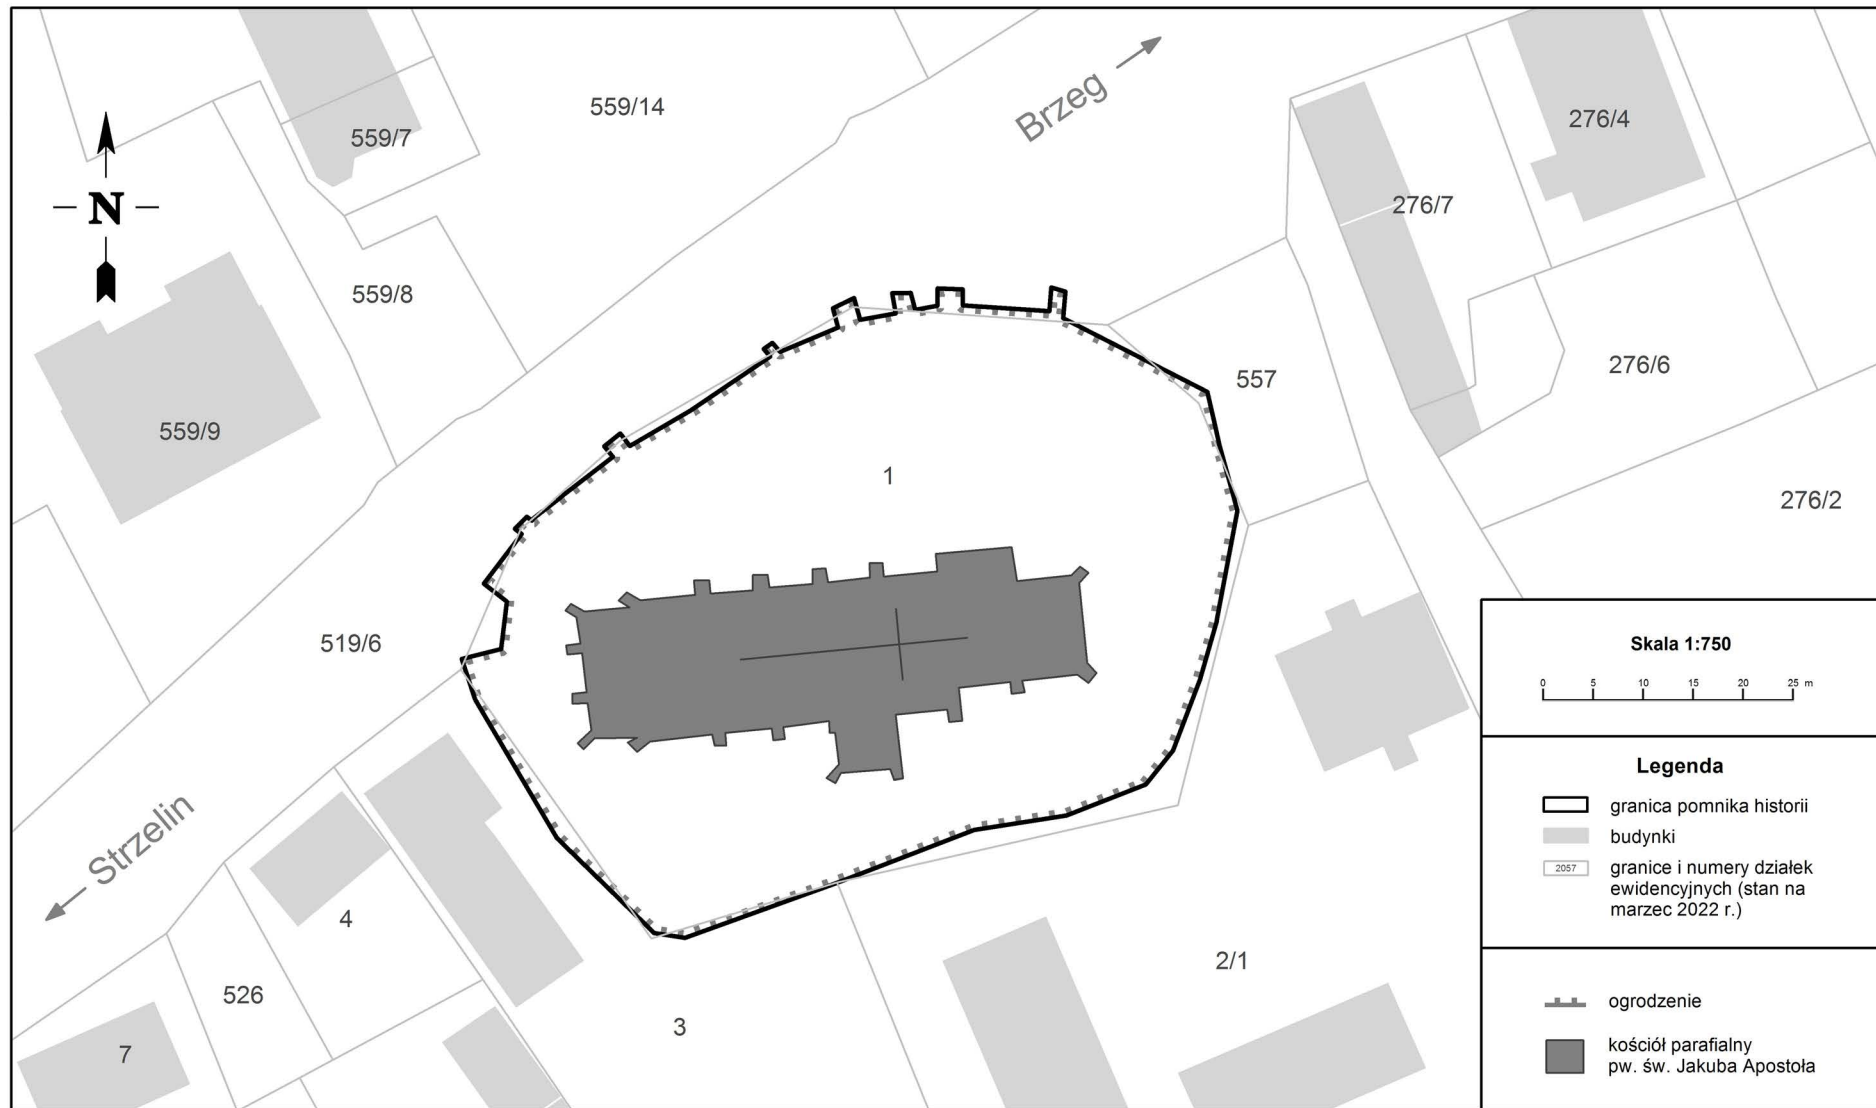 559/14
Brzeg
276/4
559/7
N
276/7
559/8
557
276/6
559/9
1
276/2
519/6
Strzelin
4
526
7
3
2/1
Skala 1:750
0 5 10 15 20 25 m
Legenda
granica pomnika historii
budynki
2057
granice i numery działek
ewidencyjnych (stan na
marzec 2022 r.)
ogrodzenie
kościół parafialny
pw. św. Jakuba Apostoła